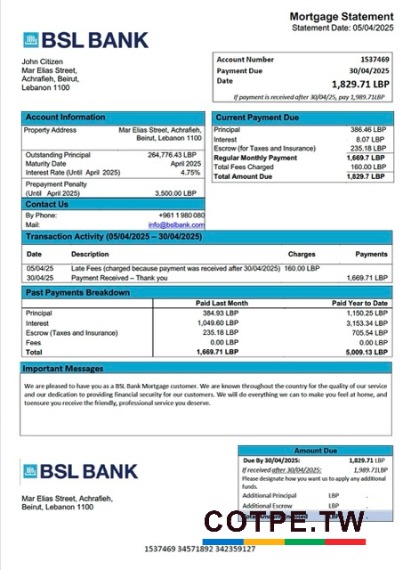 Mortgage Statement
Statement Date: 05/04/2025
BSL BANK
John Citizen
Mar Elias Street,
Achrafieh, Beirut,
Lebanon 1100
Account Number 1537469
Payment Due 30/04/2025
Date 1,829.71 LBP
If payment is received after 30/04/25, pay 1,989.71LBP
Account Information
Property Address Mar Elias Street, Achrafieh,
Beirut, Lebanon 1100
Outstanding Principal 264,776.43 LBP
Maturity Date April 2025
Interest Rate (Until April 2025) 4.75%
Prepayment Penalty
(Until April 2025) 3,500.00 LBP
Contact Us
By Phone: +961 1 980 080
Mail: info@bslbank.com
Current Payment Due
Principal 386.46 LBP
Interest 8.07 LBP
Escrow (for Taxes and Insurance) 235.18 LBP
Regular Monthly Payment 1,669.7 LBP
Total Fees Charged 160.00 LBP
Total Amount Due 1,829.7 LBP
Transaction Activity (05/04/2025 – 30/04/2025)
Date Description Charges Payments
05/04/25 Late Fees (charged because payment was received after 30/04/2025) 160.00 LBP
30/04/25 Payment Received – Thank you 1,669.71 LBP
Past Payments Breakdown
Paid Last Month Paid Year to Date
Principal 384.93 LBP 1,150.25 LBP
Interest 1,049.60 LBP 3,153.34 LBP
Escrow (Taxes and Insurance) 235.18 LBP 705.54 LBP
Fees 0.00 LBP 0.00 LBP
Total 1,669.71 LBP 5,009.13 LBP
Important Messages
We are pleased to have you as a BSL Bank Mortgage customer. We are known throughout the country for the quality of our service
and our dedication to providing financial security for our customers. We will do everything we can to make you feel at home, and
toensure you receive the friendly, professional service you deserve.
BSL BANK
Mar Elias Street, Achrafieh,
Beirut, Lebanon 1100
Amount Due
Due By 30/04/2025: 1,829.71 LBP
If received after 30/04/2025: 1,989.71LBP
Please designate how you want us to apply any additional
funds.
Additional Principal LBP .
Additional Escrow LBP .
COTPE.TW
1537469 34571892 342359127